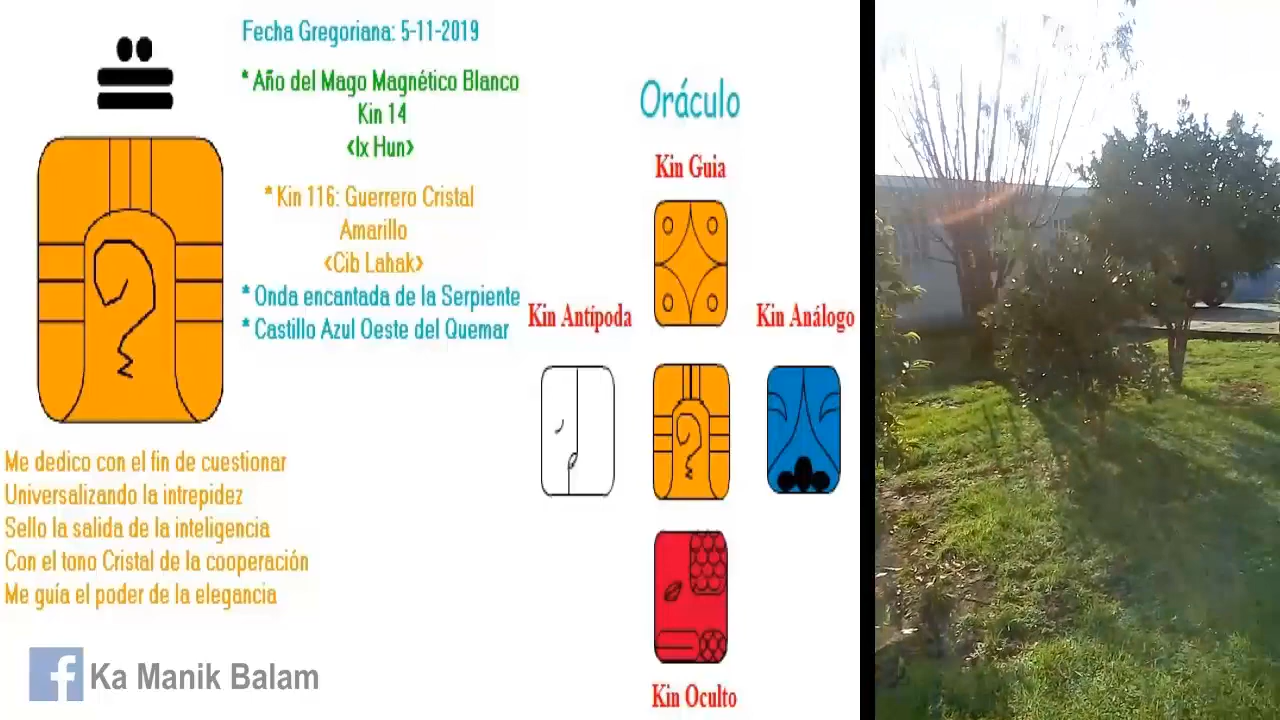 Fecha Gregoriana: 5-11-2019
* Año del Mago Magnético Blanco
Kin 14
<Ix Hun>
* Kin 116: Guerrero Cristal
Amarillo
<Cib Lahak>
* Onda encantada de la Serpiente
* Castillo Azul Oeste del Quemar
Me dedico con el fin de cuestionar
Universalizando la intrepidez
Sello la salida de la inteligencia
Con el tono Cristal de la cooperación
Me guía el poder de la elegancia
f Ka Manik Balam
Oráculo
Kin Guia
Kin Antípoda
Kin Análogo
Kin Oculto